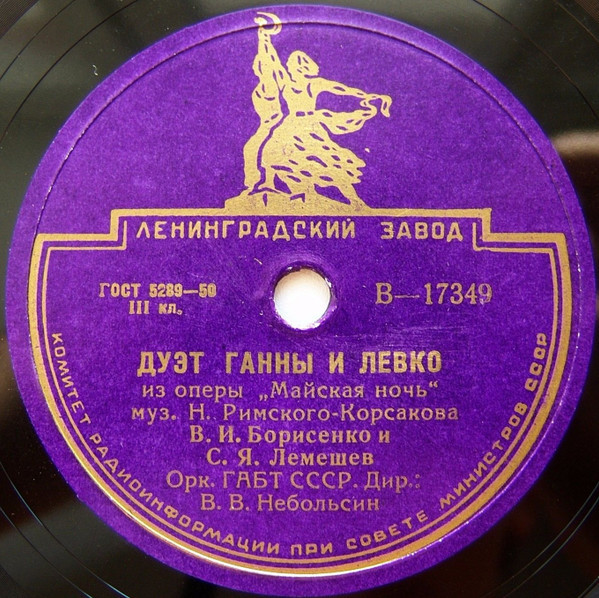 ЛЕНИНГРАДСКИЙ ЗАВОД
ГОСТ 5289—50
III кл.
В—17349
ДУЭТ ГАННЫ И ЛЕВКО
из оперы „Майская ночь“
муз. Н. Римского-Корсакова
В. И. Борисенко и
С. Я. Лемешев
Орк. ГАБТ СССР. Дир.:
В. В. Небольсин
КОМИТЕТ РАДИОИНФОРМАЦИИ ПРИ СОВЕТЕ МИНИСТРОВ СССР